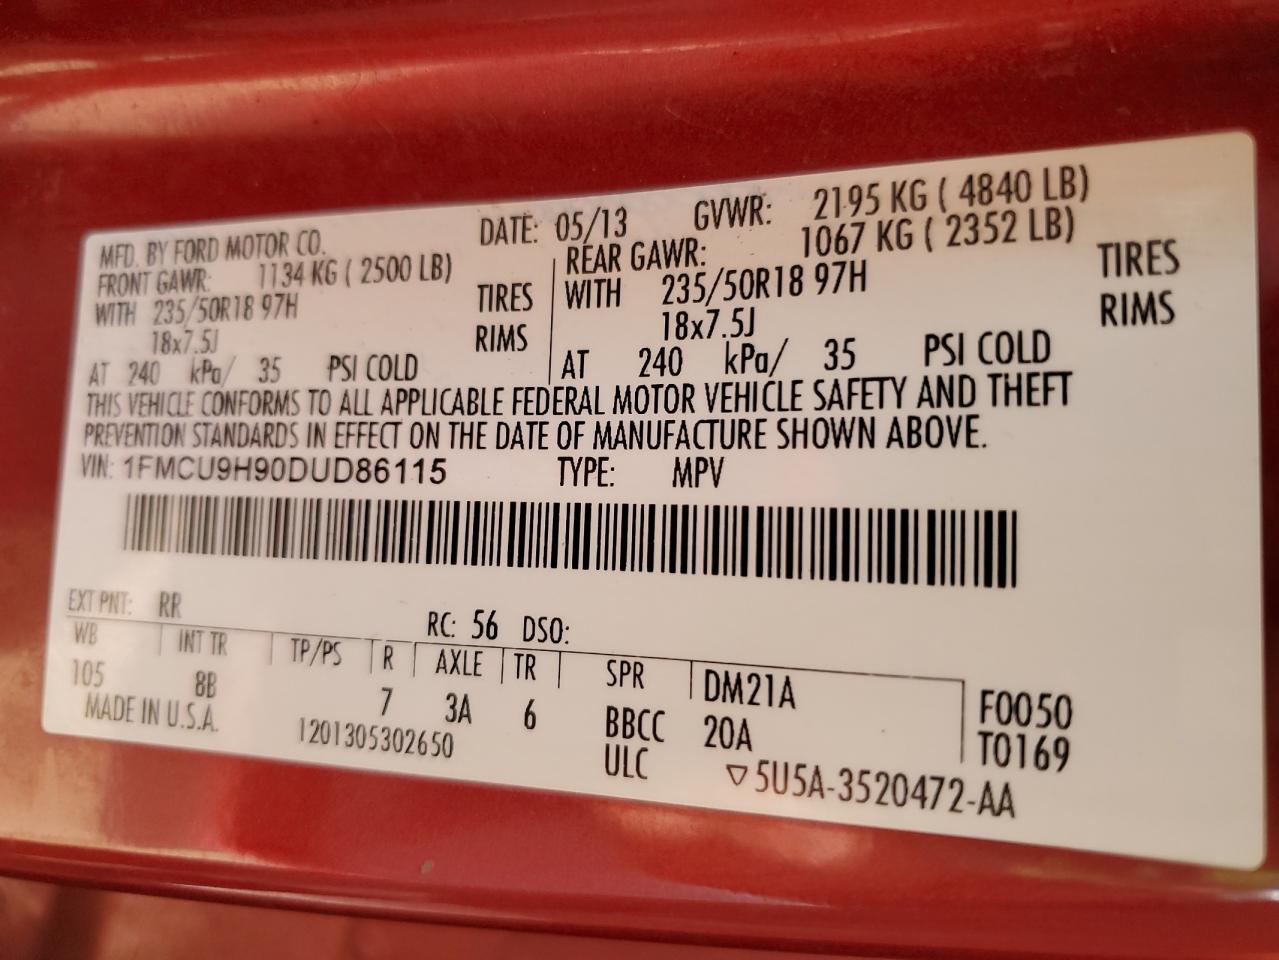 MFD. BY FORD MOTOR CO. DATE: 05/13 GVWR: 2195 KG ( 4840 LB)
FRONT GAWR: 1134 KG ( 2500 LB) REAR GAWR: 1067 KG ( 2352 LB)
WITH 235/50R18 97H TIRES WITH 235/50R18 97H TIRES
18x7.5J RIMS 18x7.5J RIMS
AT 240 kPa/ 35 PSI COLD AT 240 kPa/ 35 PSI COLD
THIS VEHICLE CONFORMS TO ALL APPLICABLE FEDERAL MOTOR VEHICLE SAFETY AND THEFT
PREVENTION STANDARDS IN EFFECT ON THE DATE OF MANUFACTURE SHOWN ABOVE.
VIN: 1FMCU9H90DUD86115 TYPE: MPV
EXT PNT: RR RC: 56 DSO:
WB INT TR TP/PS R AXLE TR SPR DM21A F0050
105 8B 7 3A 6 BBCC 20A T0169
MADE IN U.S.A. 1201305302650 ULC ▽5U5A-3520472-AA